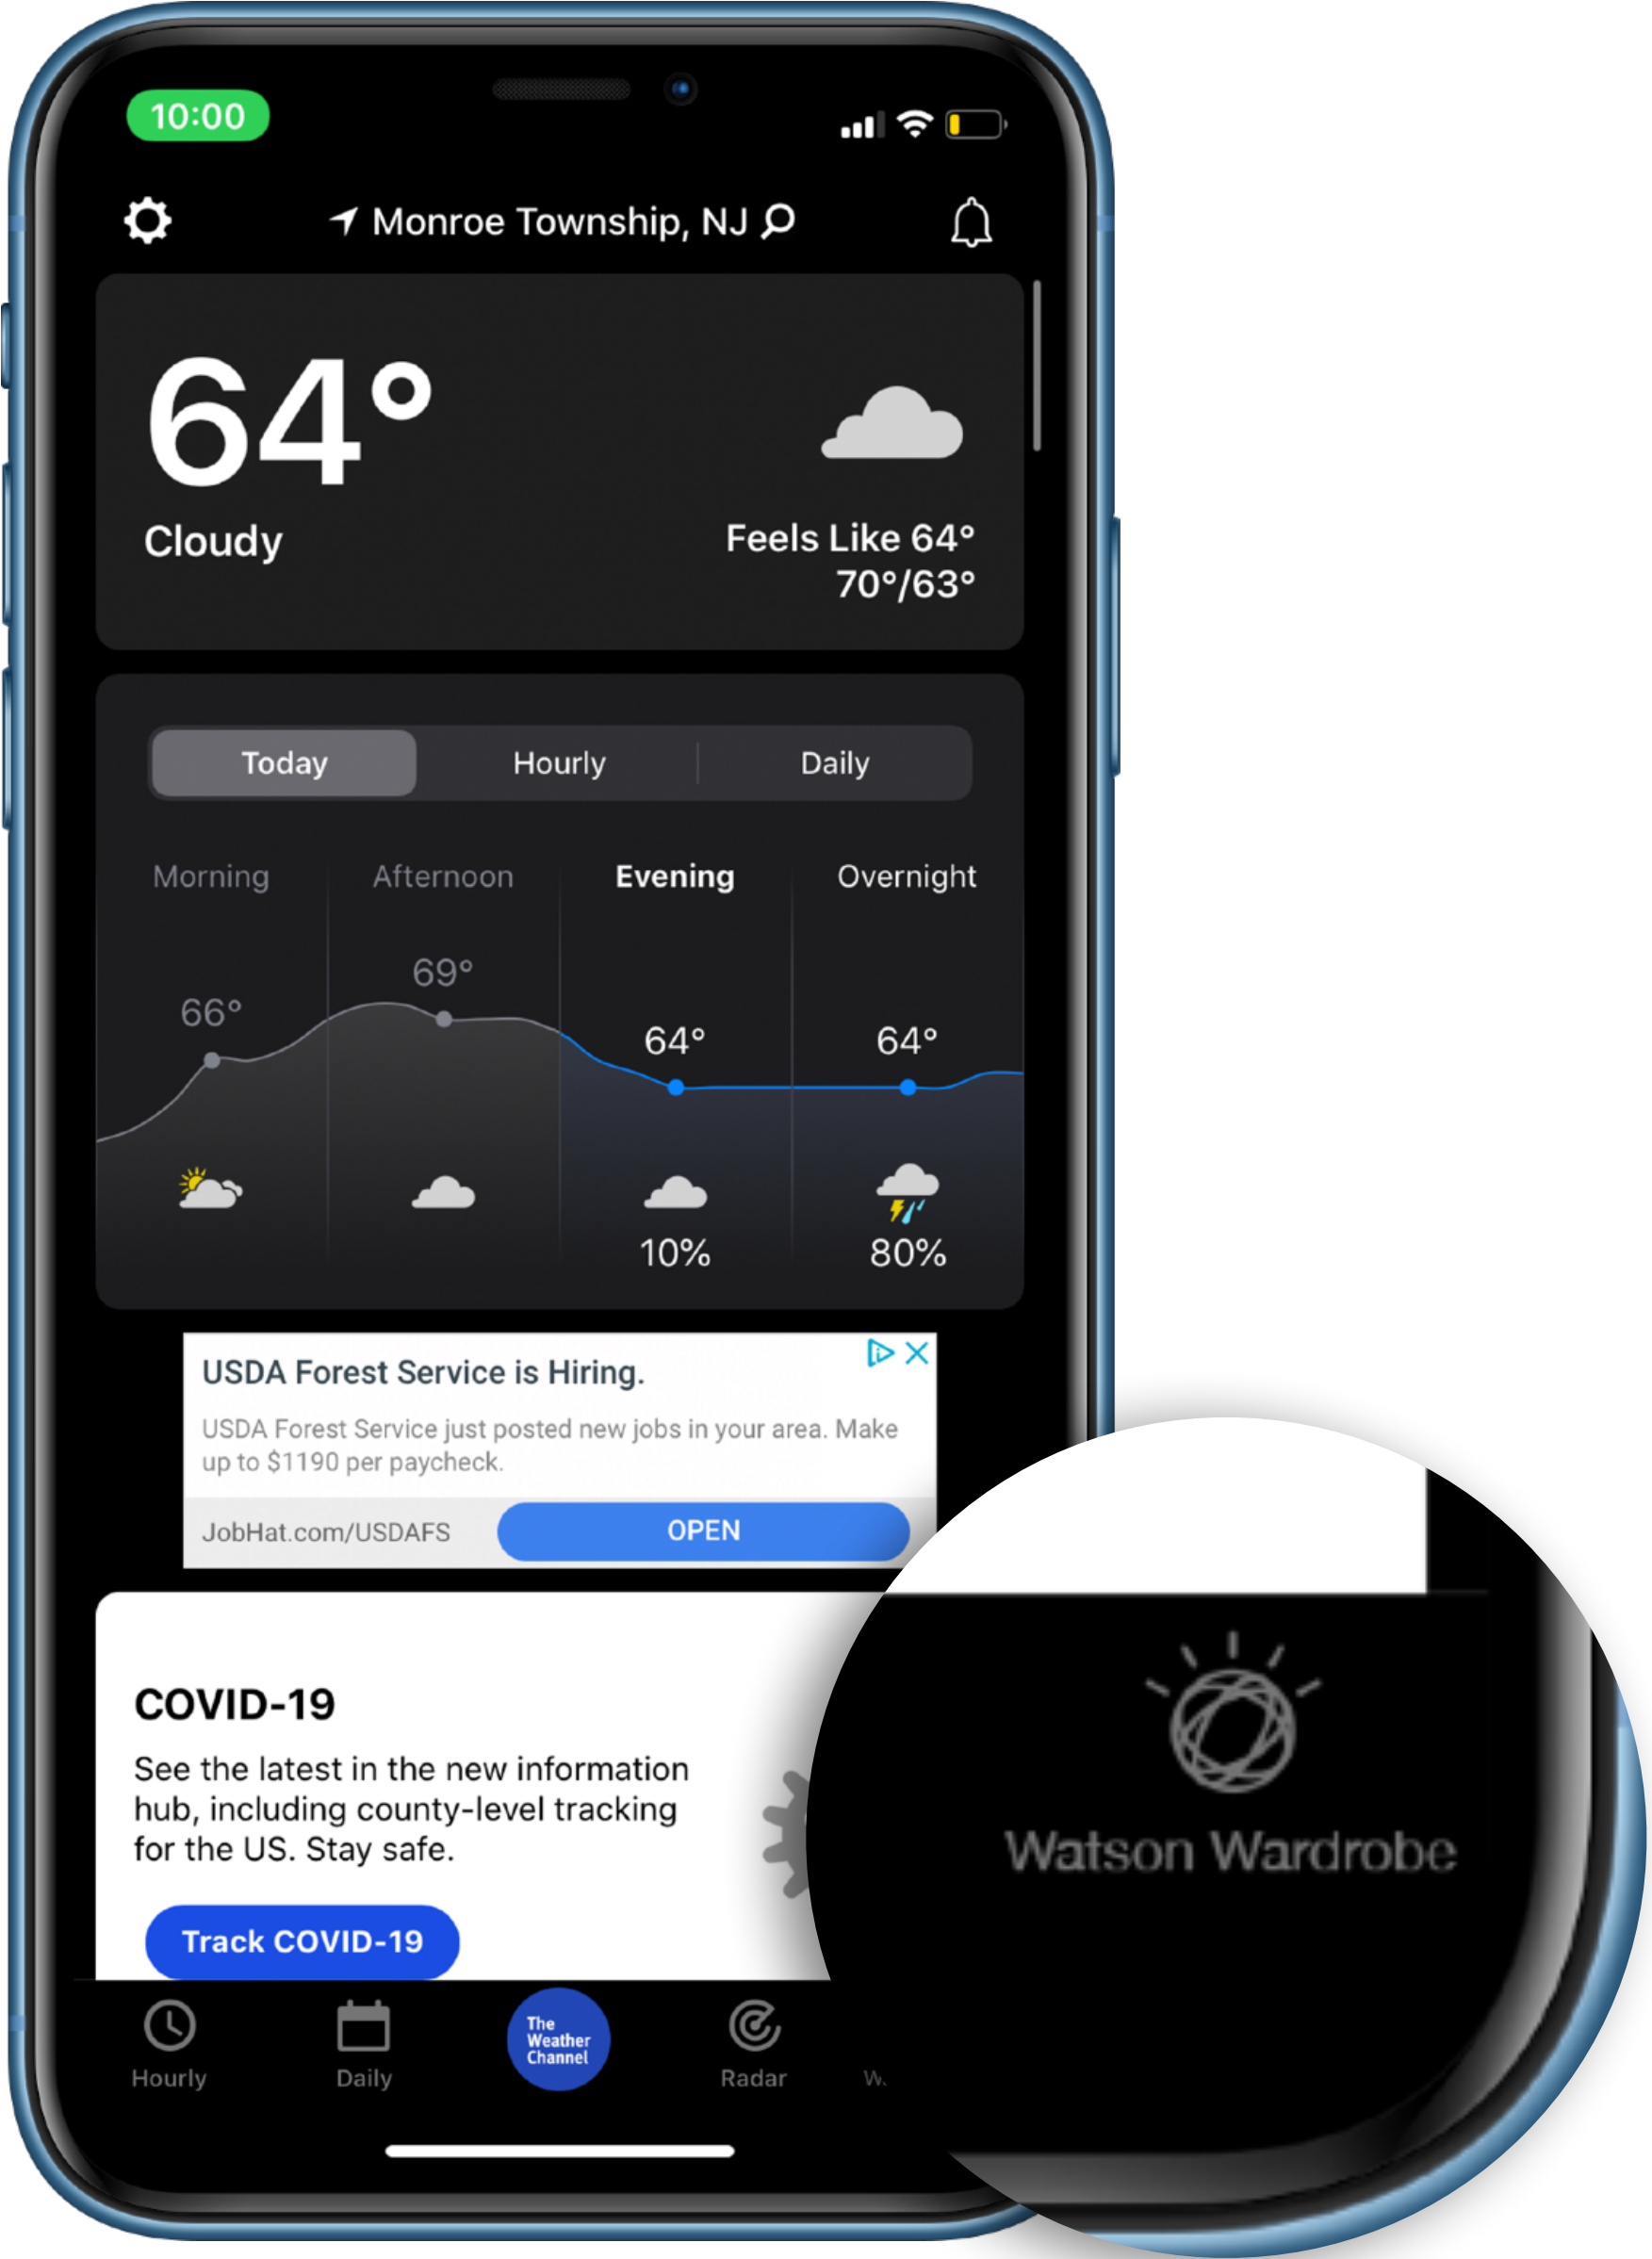 10:00
Monroe Township, NJ
64°
Cloudy
Feels Like 64°
70°/63°
Today Hourly Daily
Morning Afternoon Evening Overnight
66° 69° 64° 64°
10% 80%
USDA Forest Service is Hiring.
USDA Forest Service just posted new jobs in your area. Make
up to $1190 per paycheck.
JobHat.com/USDAFS OPEN
COVID-19
See the latest in the new information
hub, including county-level tracking
for the US. Stay safe.
Track COVID-19
Watson Wardrobe
The
Weather
Channel
Hourly Daily Radar